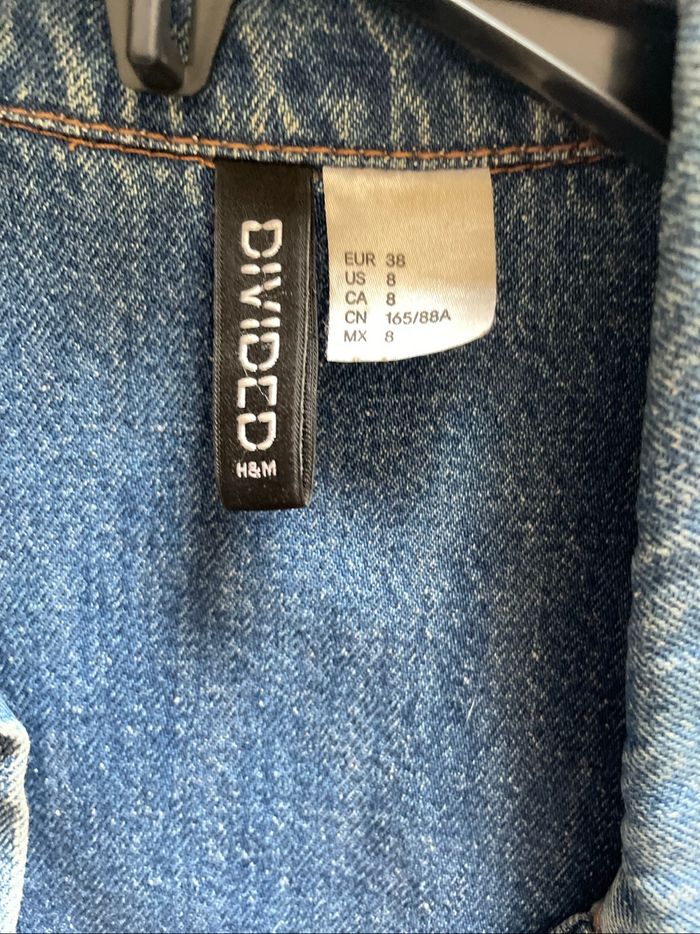 DIVIDED
H&M
EUR 38
US 8
CA 8
CN 165/88A
MX 8